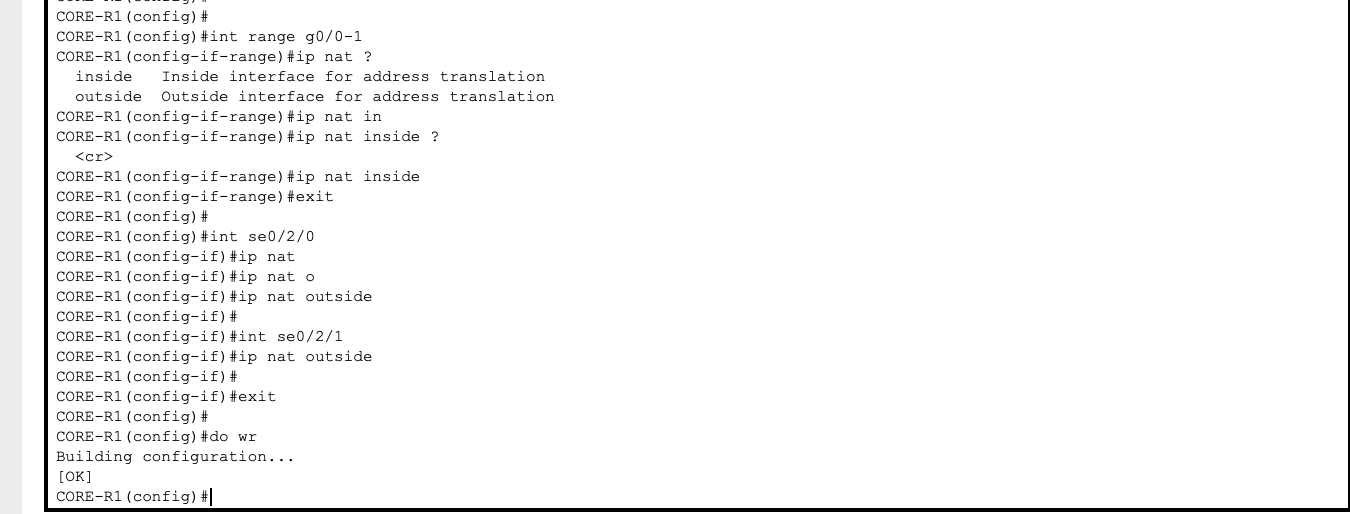 CORE-R1(config)#
CORE-R1(config)#
CORE-R1(config)#int range g0/0-1
CORE-R1(config-if-range)#ip nat ?
  inside   Inside interface for address translation
  outside  Outside interface for address translation
CORE-R1(config-if-range)#ip nat in
CORE-R1(config-if-range)#ip nat inside ?
  <cr>
CORE-R1(config-if-range)#ip nat inside
CORE-R1(config-if-range)#exit
CORE-R1(config)#
CORE-R1(config)#int se0/2/0
CORE-R1(config-if)#ip nat
CORE-R1(config-if)#ip nat o
CORE-R1(config-if)#ip nat outside
CORE-R1(config-if)#
CORE-R1(config-if)#int se0/2/1
CORE-R1(config-if)#ip nat outside
CORE-R1(config-if)#
CORE-R1(config-if)#exit
CORE-R1(config)#
CORE-R1(config)#do wr
Building configuration...
[OK]
CORE-R1(config)#